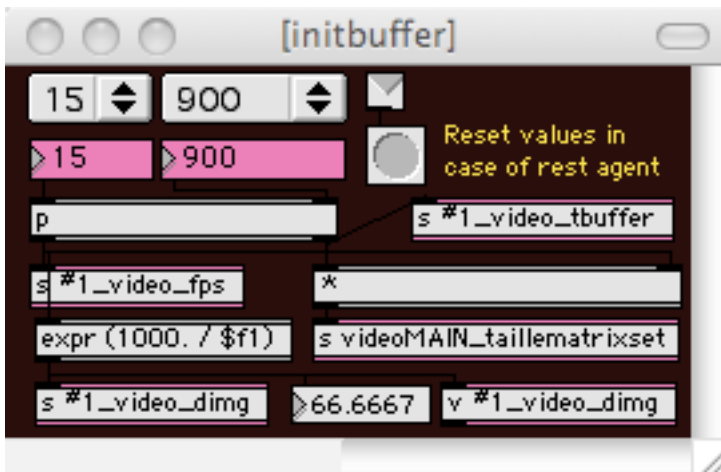 [initbuffer]
15 900
15 900
Reset values in
case of rest agent
p
s #1_video_tbuffer
s #1_video_fps
*
expr (1000. / $f1)
s videoMAIN_taillematrixset
s #1_video_dimg
66.6667
v #1_video_dimg